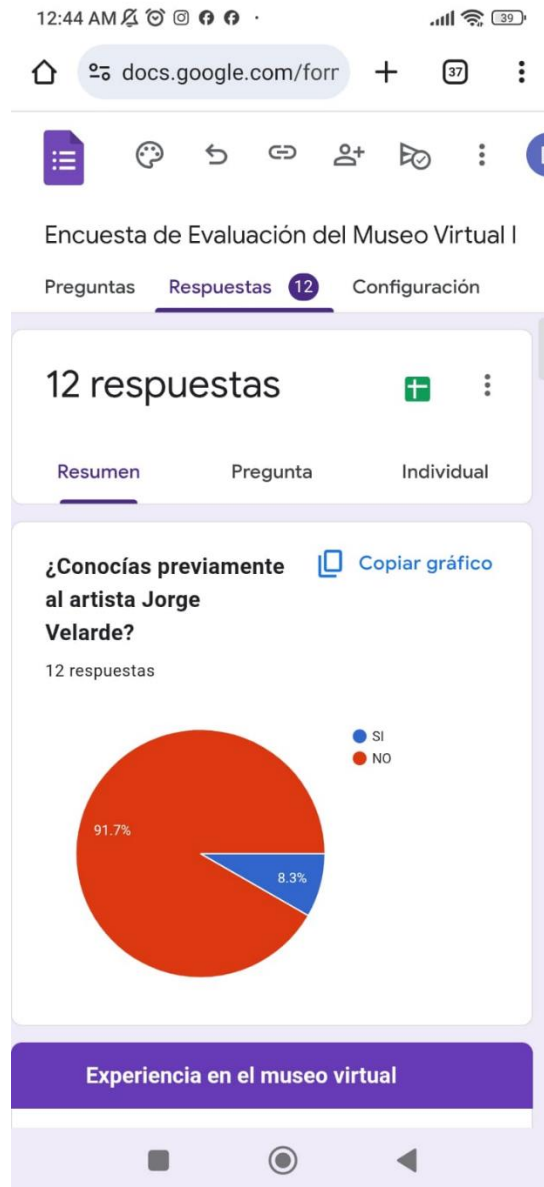 12:44 AM
39
docs.google.com/forr
37
Encuesta de Evaluación del Museo Virtual I
Preguntas Respuestas 12 Configuración
12 respuestas
Resumen Pregunta Individual
¿Conocías previamente
al artista Jorge
Velarde?
Copiar gráfico
12 respuestas
SI
NO
91.7%
8.3%
Experiencia en el museo virtual